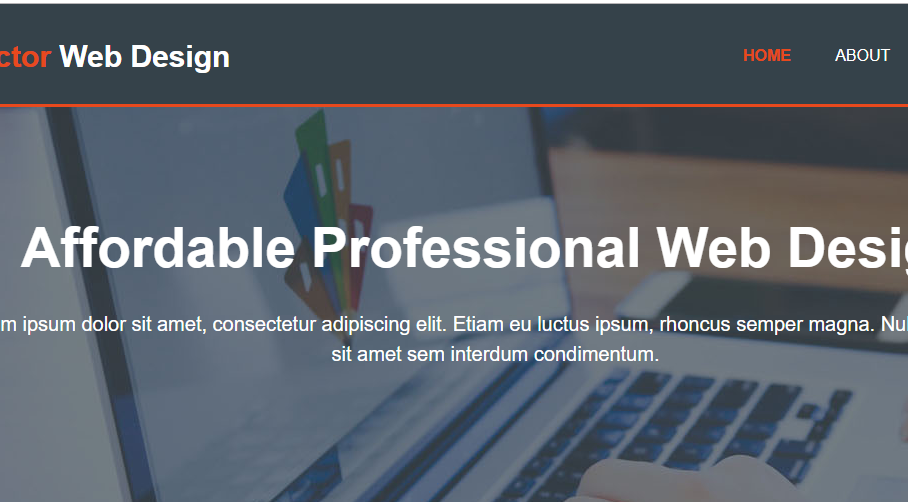 ctor Web Design
HOME
ABOUT
Affordable Professional Web Desig
m ipsum dolor sit amet, consectetur adipiscing elit. Etiam eu luctus ipsum, rhoncus semper magna. Nul
sit amet sem interdum condimentum.